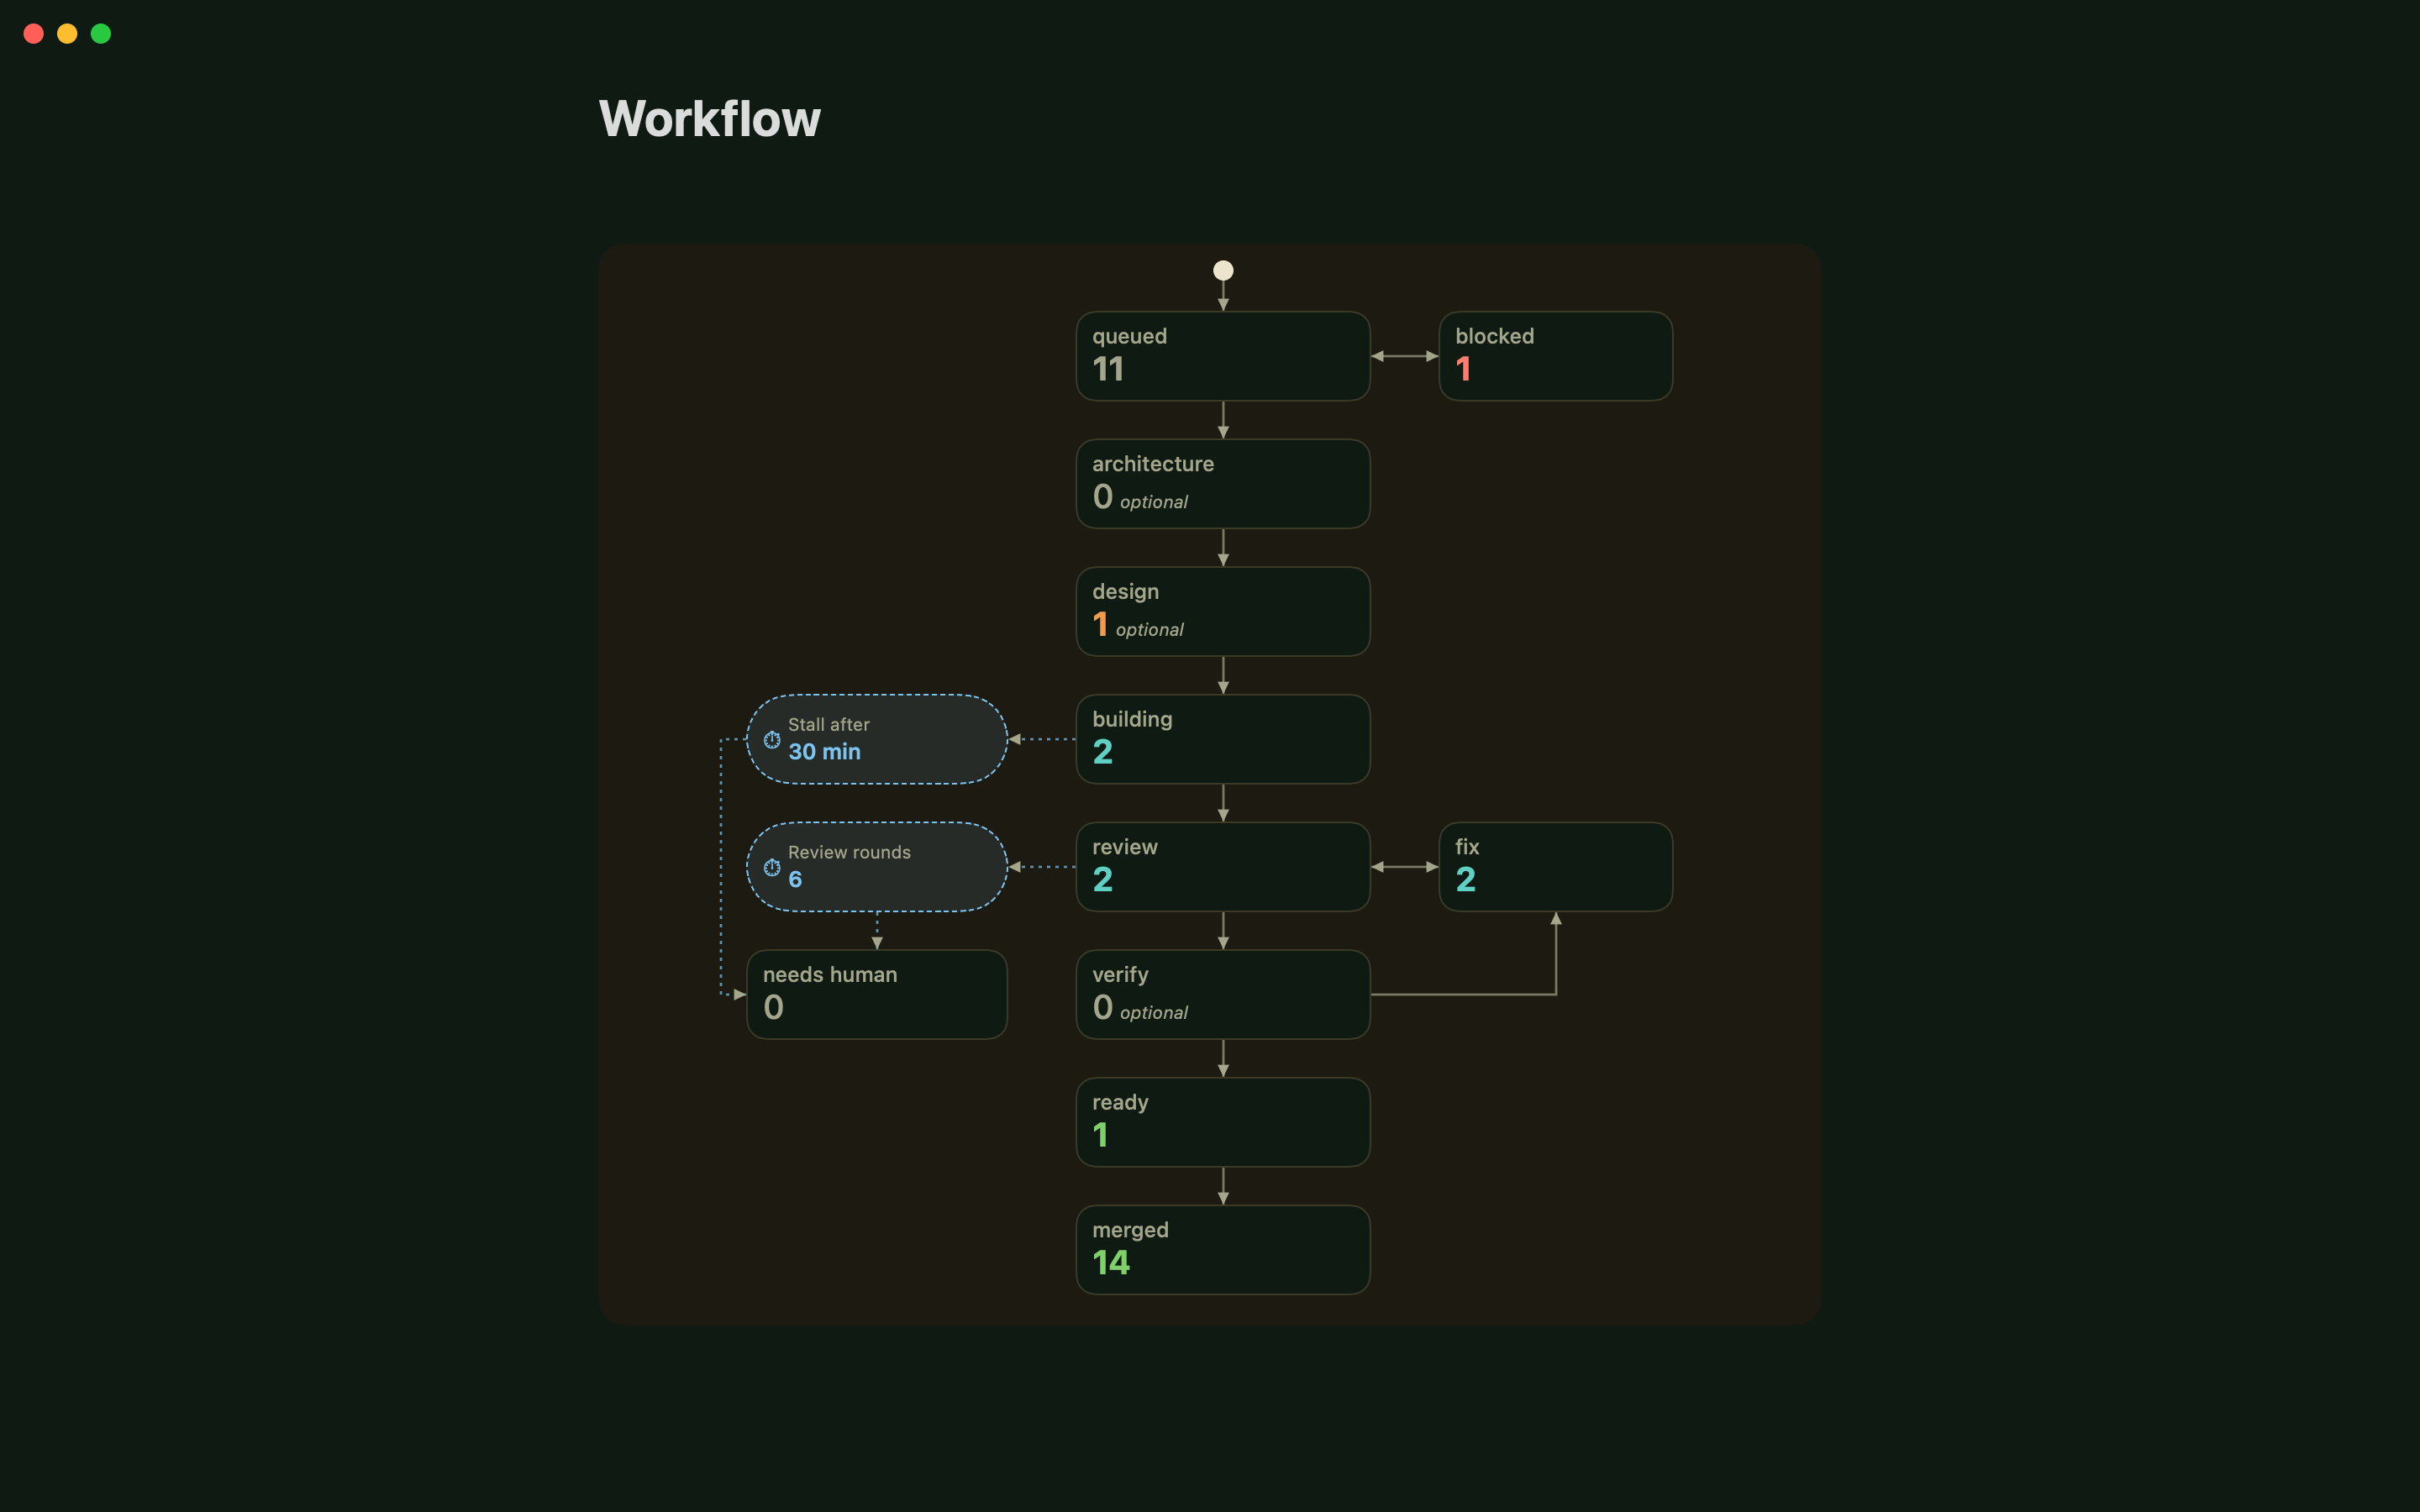 Workflow
queued
11
blocked
1
architecture
0 optional
design
1 optional
Stall after
30 min
building
2
Review rounds
6
review
2
fix
2
needs human
0
verify
0 optional
ready
1
merged
14